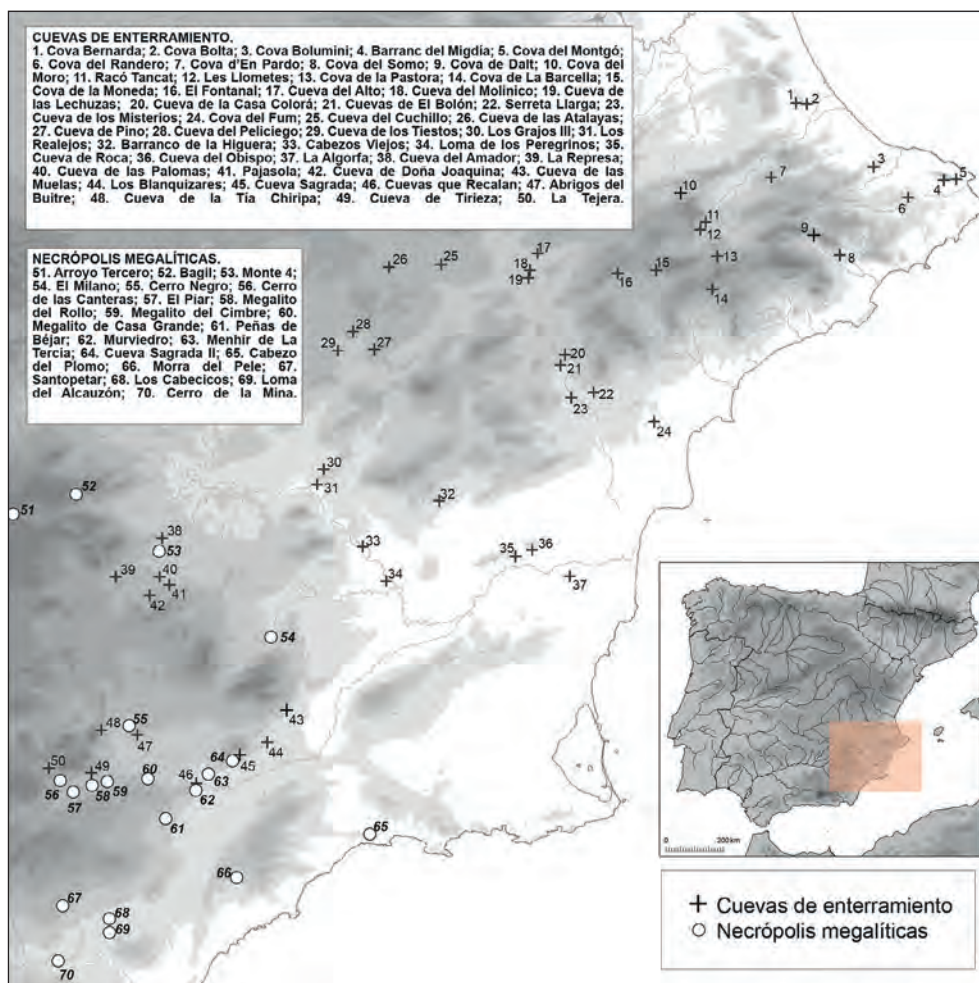 CUEVAS DE ENTERRAMIENTO.
1. Cova Bernarda; 2. Cova Bolta; 3. Cova Bolumini; 4. Barranc del Migdia; 5. Cova del Montgó;
6. Cova del Randero; 7. Cova d'En Pardo; 8. Cova del Somo; 9. Cova de Dalt; 10. Cova del
Moro; 11. Racó Tancat; 12. Les Llometes; 13. Cova de la Pastora; 14. Cova de La Barcella; 15.
Cova de la Moneda; 16. El Fontanal; 17. Cueva del Alto; 18. Cueva del Molinico; 19. Cueva de
las Lechuzas; 20. Cueva de la Casa Colorá; 21. Cuevas de El Bolón; 22. Serreta Llarga; 23.
Cueva de los Misterios; 24. Cova del Fum; 25. Cueva del Cuchillo; 26. Cueva de las Atalayas;
27. Cueva de Pino; 28. Cueva del Peliciego; 29. Cueva de los Tiestos; 30. Los Grajos III; 31. Los
Realejos; 32. Barranco de la Higuera; 33. Cabezos Viejos; 34. Loma de los Peregrinos; 35.
Cueva de Roca; 36. Cueva del Obispo; 37. La Algorfa; 38. Cueva del Amador; 39. La Represa;
40. Cueva de las Palomas; 41. Pajasola; 42. Cueva de Doña Joaquina; 43. Cueva de las
Muelas; 44. Los Blanquizares; 45. Cueva Sagrada; 46. Cuevas que Recalan; 47. Abrigos del
Buitre; 48. Cueva de la Tía Chiripa; 49. Cueva de Tirieza; 50. La Tejera.
NECRÓPOLIS MEGALÍTICAS.
51. Arroyo Tercero; 52. Bagil; 53. Monte 4;
54. El Milano; 55. Cerro Negro; 56. Cerro
de las Canteras; 57. El Piar; 58. Megalito
del Rollo; 59. Megalito del Cimbre; 60.
Megalito de Casa Grande; 61. Peñas de
Béjar; 62. Murviedro; 63. Menhir de La
Tercia; 64. Cueva Sagrada II; 65. Cabezo
del Plomo; 66. Morra del Pele; 67.
Santopetar; 68. Los Cabecicos; 69. Loma
del Alcauzón; 70. Cerro de la Mina.
1 2
3
4 5
6
7
8
9
10
11
12
13
14
15
16
17
18
19
20
21
22
23
24
25
26
27
28
29
30
31
32
33
34
35
36
37
38
39
40
41
42
43
44
45
46
47
48
49
50
51
52
53
54
55
56
57
58
59
60
61
62
63
64
65
66
67
68
69
70
0 200 km
Cuevas de enterramiento
Necrópolis megalíticas